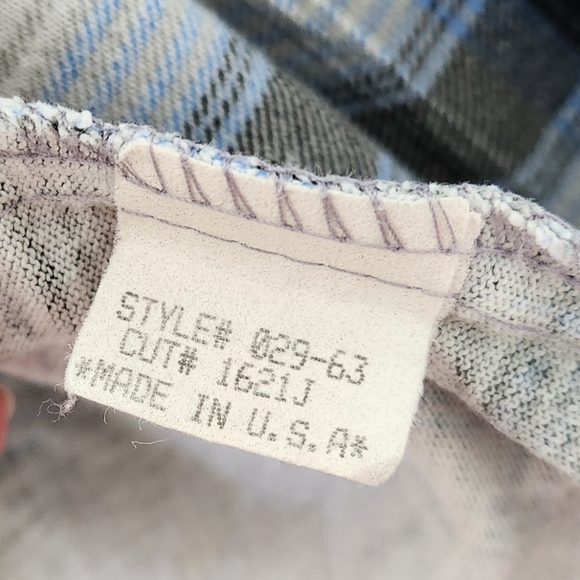 STYLE# 029-63
CUT# 1621J
*MADE IN U.S.A*